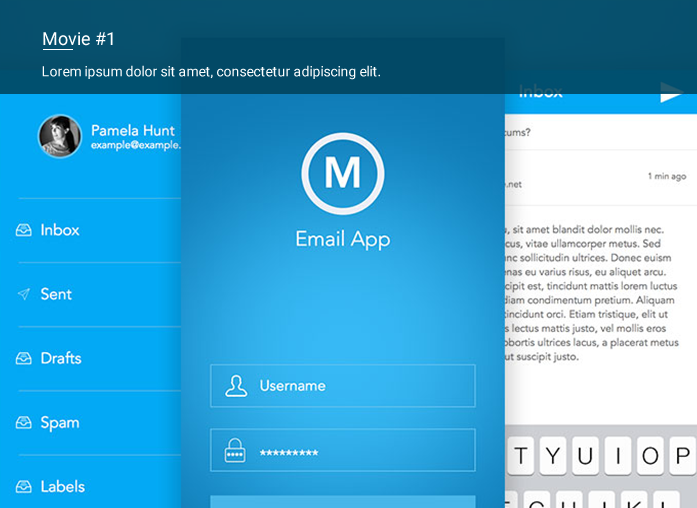 Movie #1
Lorem ipsum dolor sit amet, consectetur adipiscing elit.
Pamela Hunt
example@example.
Inbox
Sent
Drafts
Spam
Labels
M
Email App
Username
*********
Inbox
cums?
.net
1 min ago
, sit amet blandit dolor mollis nec.
cus, vitae ullamcorper metus. Sed
nc sollicitudin ultrices. Donec euism
nas eu varius risus, eu aliquet arcu.
cipit est, tincidunt mattis lorem luctus
diam condimentum pretium. Aliquam
tincidunt orci. Etiam tristique, elit ut
s lectus mattis justo, vel mollis eros
obortis ultrices lacus, a placerat metus
ut suscipit justo.
T Y U I O P
G H J K L